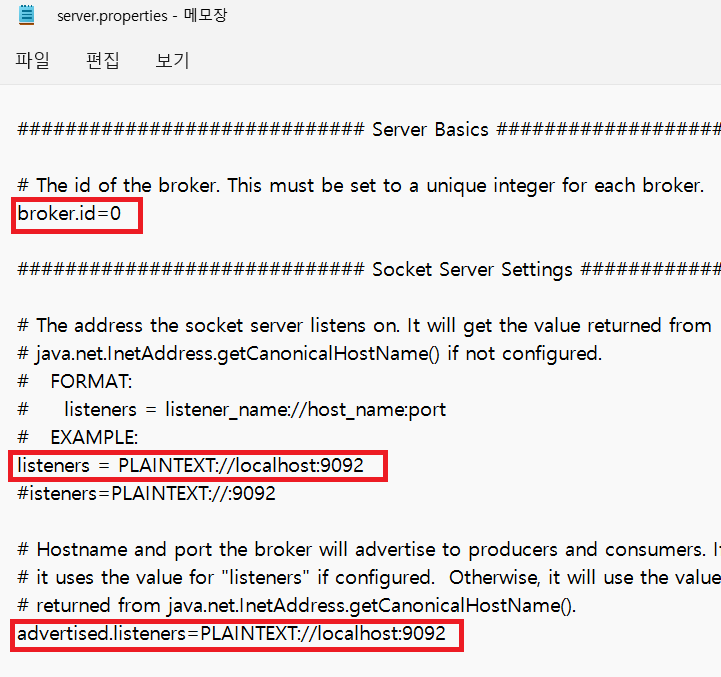 server.properties - 메모장
파일 편집 보기
############################# Server Basics ###################
# The id of the broker. This must be set to a unique integer for each broker.
broker.id=0
############################# Socket Server Settings ############
# The address the socket server listens on. It will get the value returned from
# java.net.InetAddress.getCanonicalHostName() if not configured.
#   FORMAT:
#     listeners = listener_name://host_name:port
#   EXAMPLE:
listeners = PLAINTEXT://localhost:9092
#isteners=PLAINTEXT://:9092
# Hostname and port the broker will advertise to producers and consumers.
# it uses the value for "listeners" if configured.  Otherwise, it will use the value
# returned from java.net.InetAddress.getCanonicalHostName().
advertised.listeners=PLAINTEXT://localhost:9092